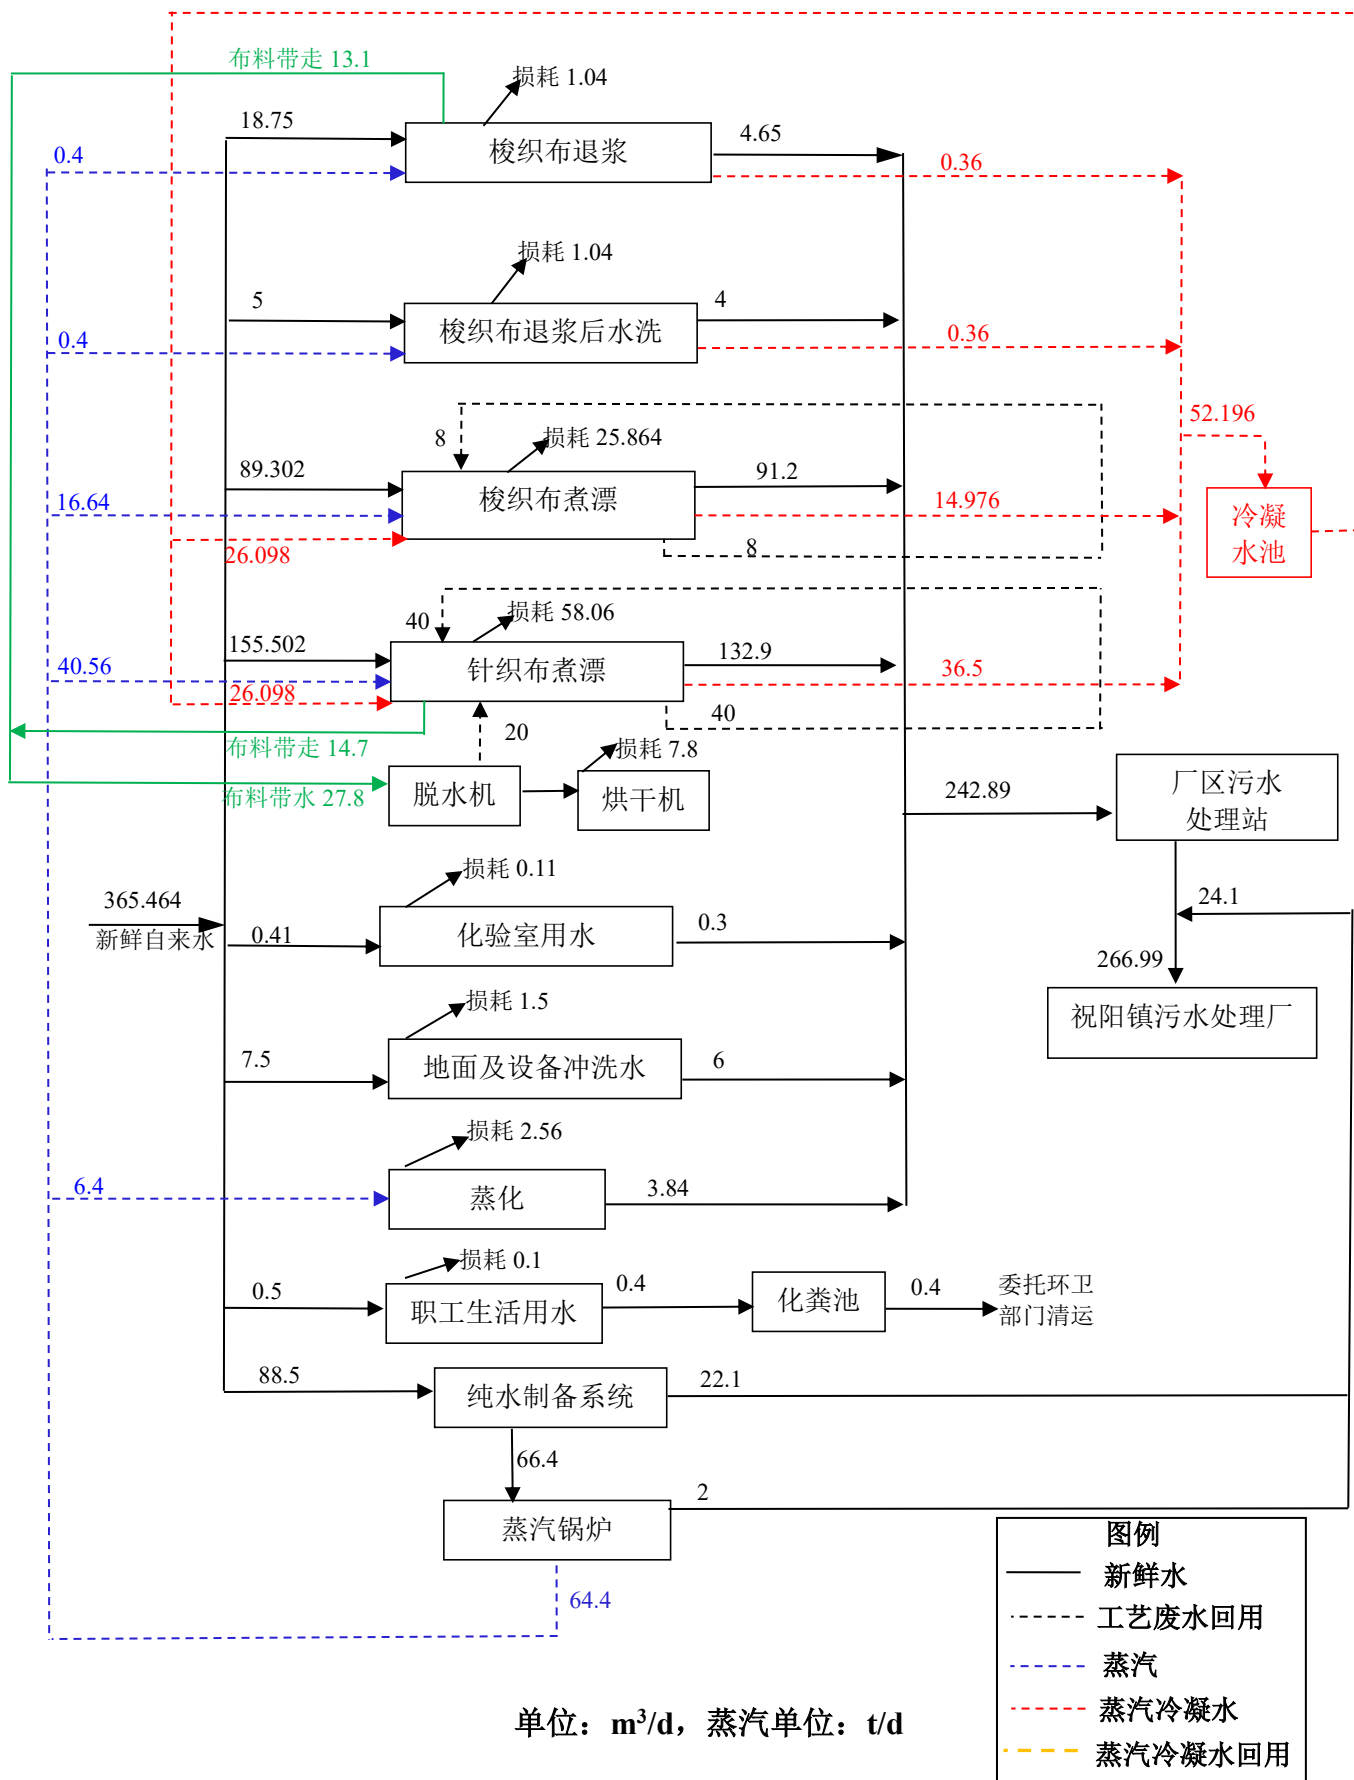 布料带走 13.1
损耗 1.04
18.75
梭织布退浆
4.65
0.4
0.36
损耗 1.04
5
梭织布退浆后水洗
4
0.4
0.36
52.196
8
损耗 25.864
89.302
梭织布煮漂
91.2
16.64
14.976
冷凝
水池
26.098
8
40
损耗 58.06
155.502
针织布煮漂
132.9
40.56
36.5
26.098
40
布料带走 14.7
20
损耗 7.8
布料带水 27.8
脱水机
烘干机
242.89
厂区污水
处理站
损耗 0.11
365.464
新鲜自来水
0.41
化验室用水
0.3
24.1
266.99
损耗 1.5
祝阳镇污水处理厂
7.5
地面及设备冲洗水
6
损耗 2.56
6.4
蒸化
3.84
损耗 0.1
0.5
职工生活用水
0.4
化粪池
0.4
委托环卫
部门清运
88.5
纯水制备系统
22.1
66.4
2
蒸汽锅炉
64.4
图例
新鲜水
工艺废水回用
蒸汽
蒸汽冷凝水
蒸汽冷凝水回用
单位：m³/d，蒸汽单位：t/d